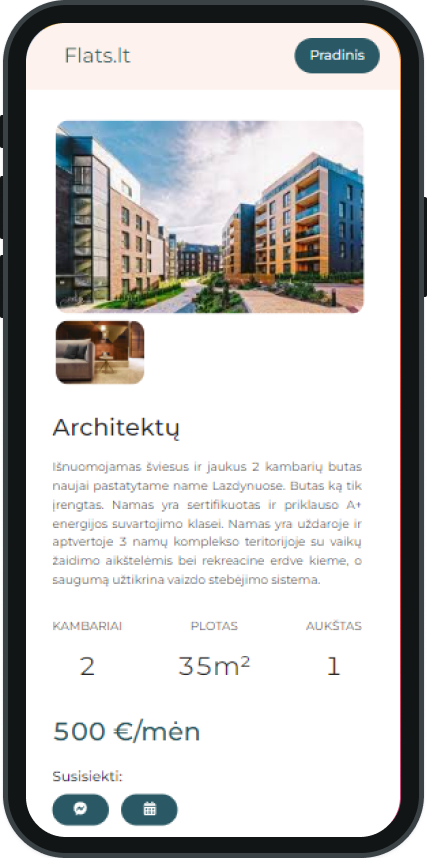 Flats.lt
Pradinis
Architektų
Išnuomojamas šviesus ir jaukus 2 kambarių butas
naujai pastatytame name Lazdynuose. Butas ką tik
įrengtas. Namas yra sertifikuotas ir priklauso A+
energijos suvartojimo klasei. Namas yra uždaroje ir
aptvertoje 3 namų komplekso teritorijoje su vaikų
žaidimo aikštelėmis bei rekreacine erdve kieme, o
saugumą užtikrina vaizdo stebėjimo sistema.
KAMBARIAI PLOTAS AUKŠTAS
2 35m² 1
500 €/mėn
Susisiekti: